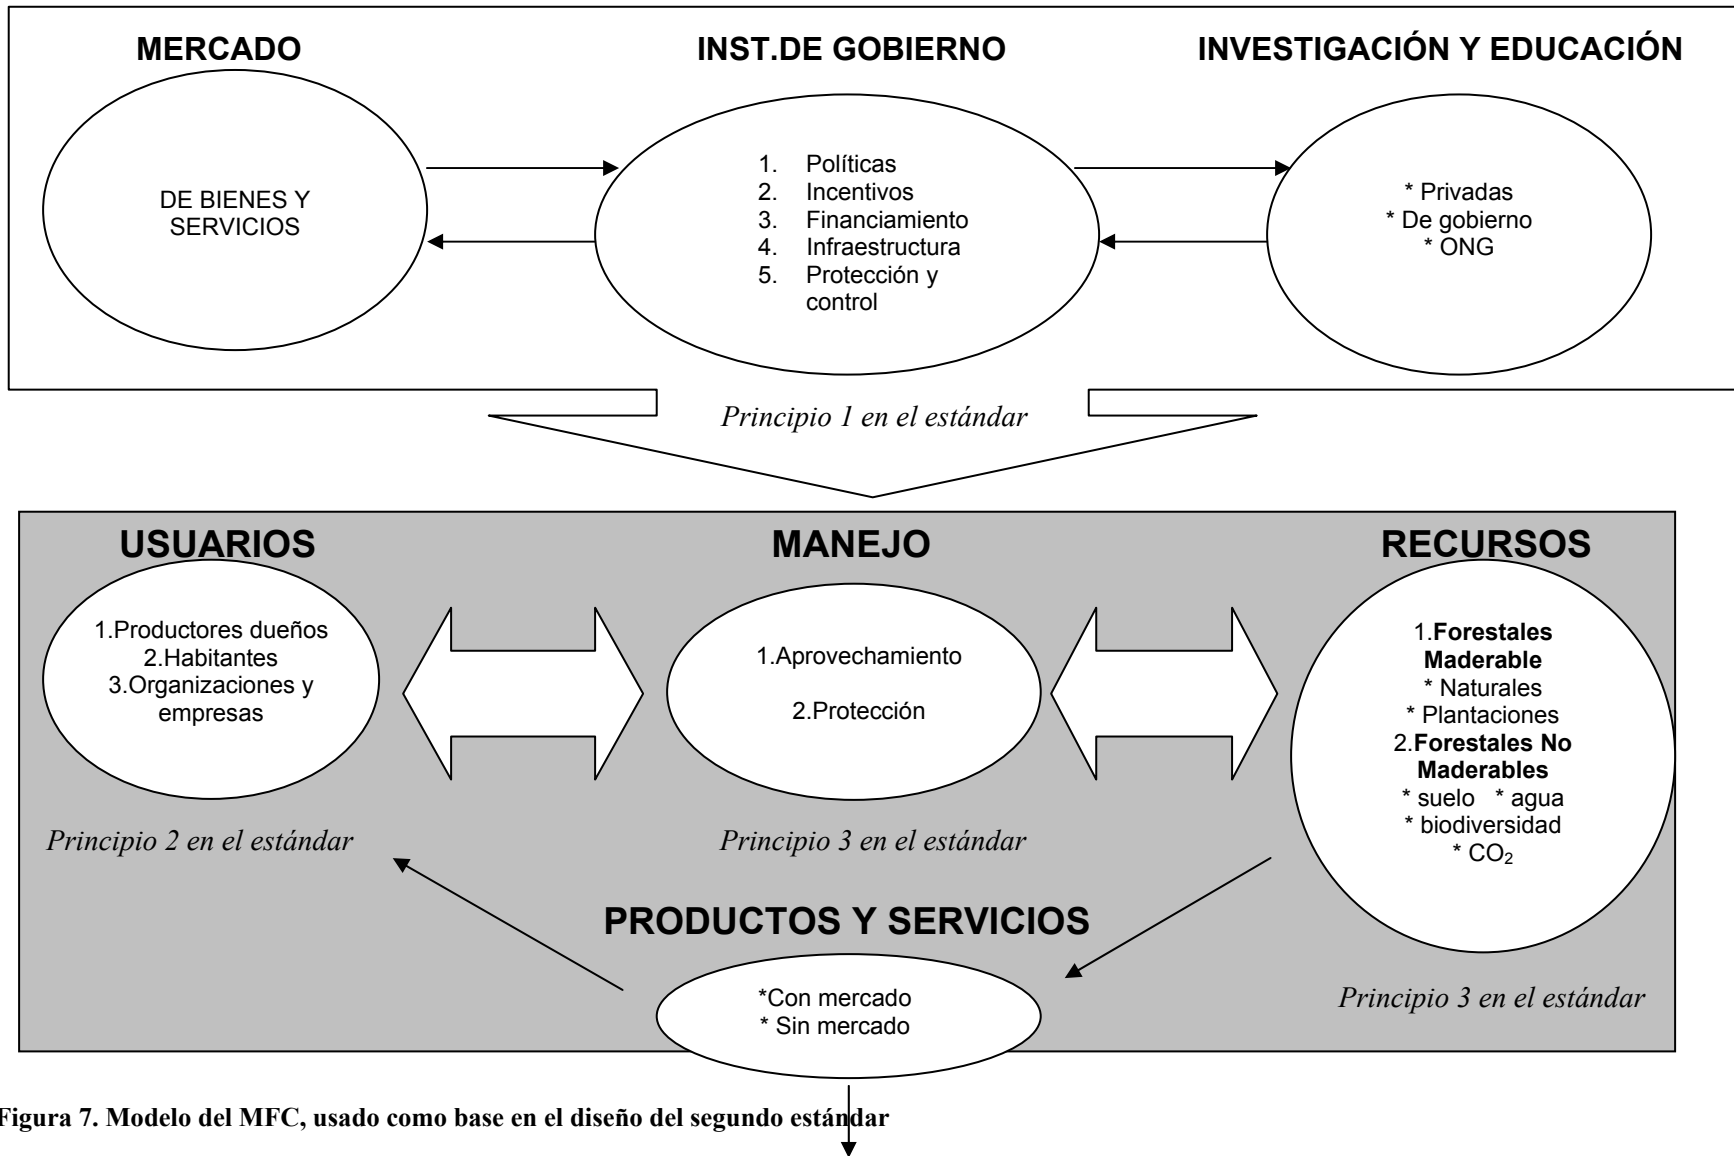 MERCADO
INST.DE GOBIERNO
INVESTIGACIÓN Y EDUCACIÓN
DE BIENES Y
SERVICIOS
1. Políticas
2. Incentivos
3. Financiamiento
4. Infraestructura
5. Protección y
control
* Privadas
* De gobierno
* ONG
Principio 1 en el estándar
USUARIOS
MANEJO
RECURSOS
1.Productores dueños
2.Habitantes
3.Organizaciones y
empresas
1.Aprovechamiento
2.Protección
1.Forestales
Maderable
* Naturales
* Plantaciones
2.Forestales No
Maderables
* suelo * agua
* biodiversidad
* CO₂
Principio 2 en el estándar
Principio 3 en el estándar
PRODUCTOS Y SERVICIOS
*Con mercado
* Sin mercado
Principio 3 en el estándar
Figura 7. Modelo del MFC, usado como base en el diseño del segundo estándar